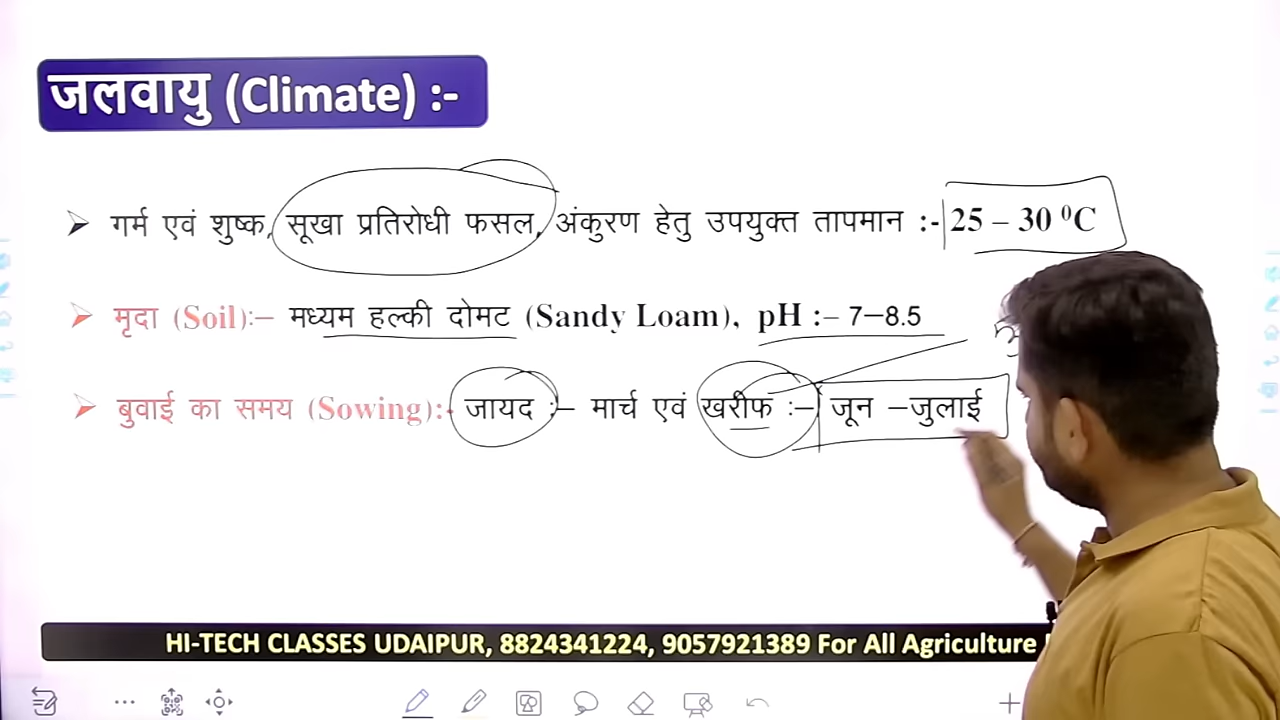 जलवायु (Climate) :-
गर्म एवं शुष्क, सूखा प्रतिरोधी फसल, अंकुरण हेतु उपयुक्त तापमान :- 25 – 30 ⁰C
मृदा (Soil):– मध्यम हल्की दोमट (Sandy Loam), pH :– 7–8.5
बुवाई का समय (Sowing):- जायद :– मार्च एवं खरीफ :– जून –जुलाई
HI-TECH CLASSES UDAIPUR, 8824341224, 9057921389 For All Agriculture